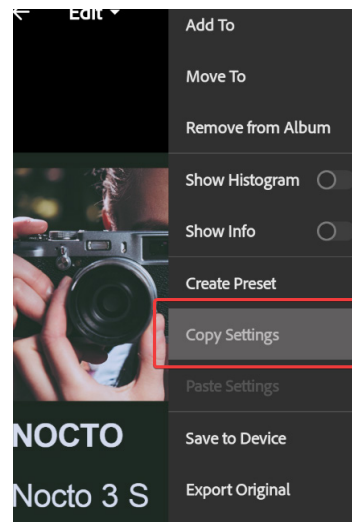 Edit
Add To
Move To
Remove from Album
Show Histogram
Show Info
Create Preset
Copy Settings
Paste Settings
Save to Device
Export Original
NOCTO
Nocto 3 S